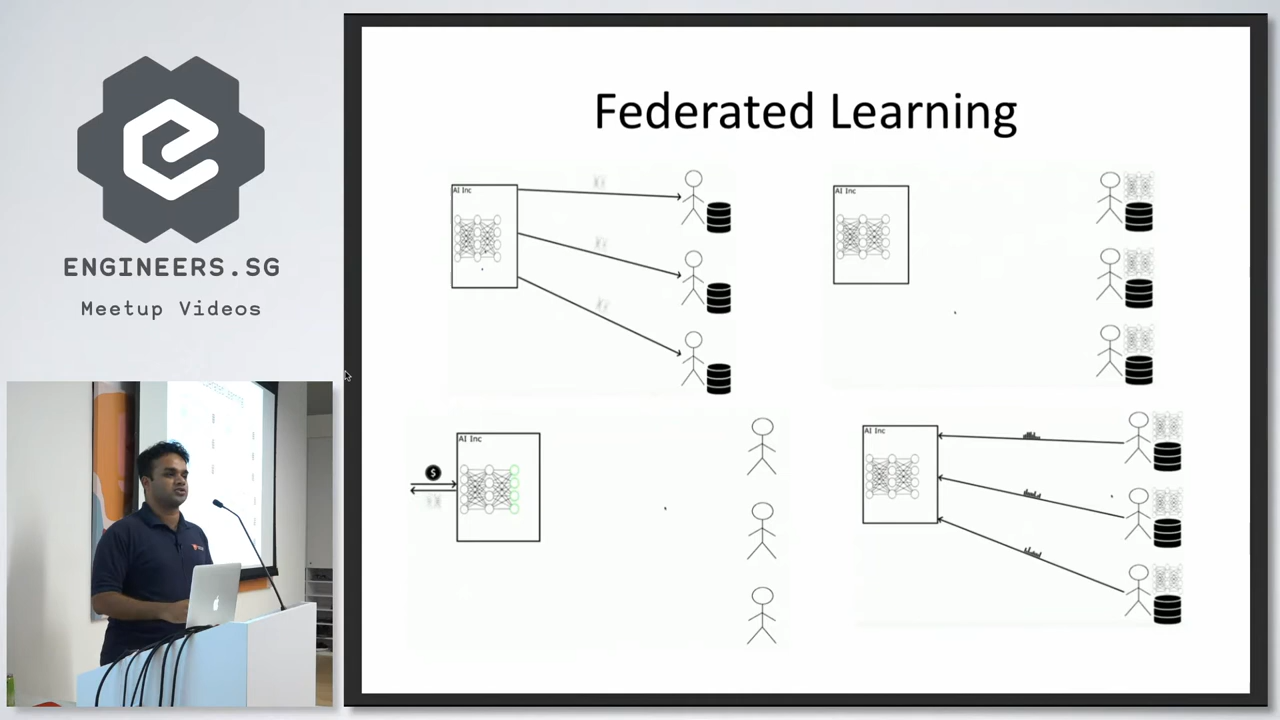 ENGINEERS.SG
Meetup Videos
Federated Learning
AI Inc
AI Inc
AI Inc
$
AI Inc